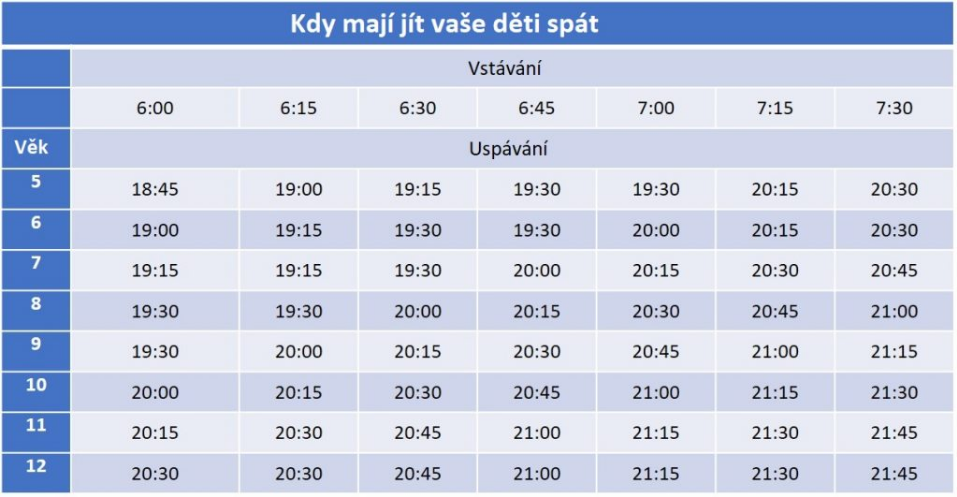 Kdy mají jít vaše děti spát
Vstávání
6:00 6:15 6:30 6:45 7:00 7:15 7:30
Věk Uspávání
5 18:45 19:00 19:15 19:30 19:30 20:15 20:30
6 19:00 19:15 19:30 19:30 20:00 20:15 20:30
7 19:15 19:15 19:30 20:00 20:15 20:30 20:45
8 19:30 19:30 20:00 20:15 20:30 20:45 21:00
9 19:30 20:00 20:15 20:30 20:45 21:00 21:15
10 20:00 20:15 20:30 20:45 21:00 21:15 21:30
11 20:15 20:30 20:45 21:00 21:15 21:30 21:45
12 20:30 20:30 20:45 21:00 21:15 21:30 21:45